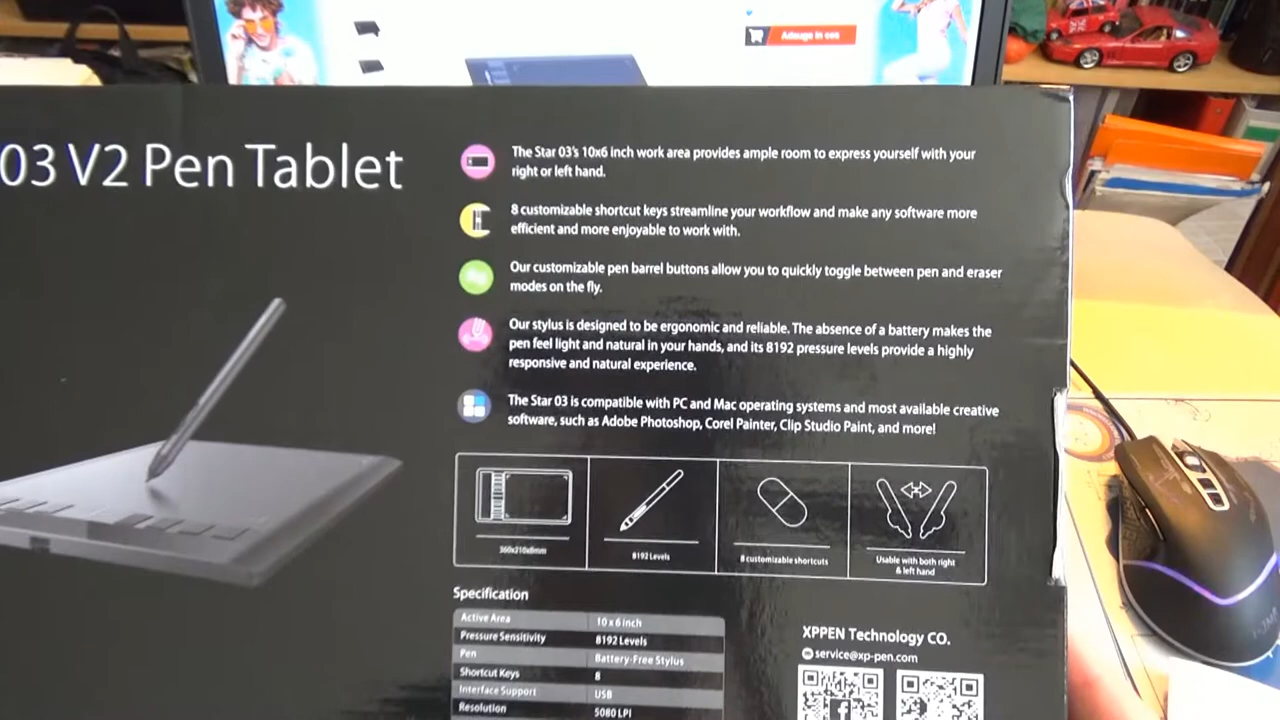 Adauga in cos
03 V2 Pen Tablet
The Star 03's 10x6 inch work area provides ample room to express yourself with your
right or left hand.
8 customizable shortcut keys streamline your workflow and make any software more
efficient and more enjoyable to work with.
Our customizable pen barrel buttons allow you to quickly toggle between pen and eraser
modes on the fly.
Our stylus is designed to be ergonomic and reliable. The absence of a battery makes the
pen feel light and natural in your hands, and its 8192 pressure levels provide a highly
responsive and natural experience.
The Star 03 is compatible with PC and Mac operating systems and most available creative
software, such as Adobe Photoshop, Corel Painter, Clip Studio Paint, and more!
360x210x8mm
8192 Levels
8 customizable shortcuts
Usable with both right
& left hand
Specification
Active Area 10 x 6 inch
Pressure Sensitivity 8192 Levels
Pen Battery-Free Stylus
Shortcut Keys 8
Interface Support USB
Resolution 5080 LPI
XPPEN Technology CO.
service@xp-pen.com